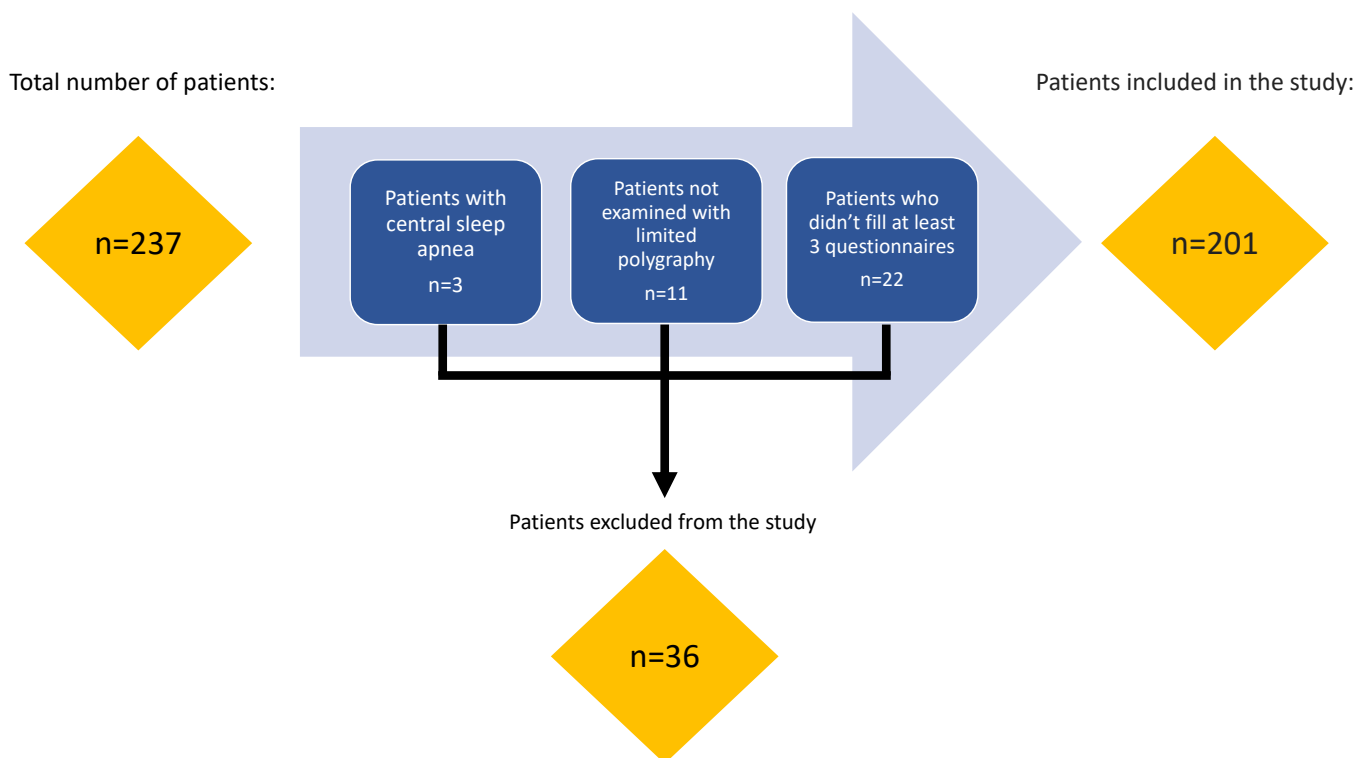 Total number of patients:
n=237
Patients with
central sleep
apnea
n=3
Patients not
examined with
limited
polygraphy
n=11
Patients who
didn’t fill at least
3 questionnaires
n=22
Patients included in the study:
n=201
Patients excluded from the study
n=36